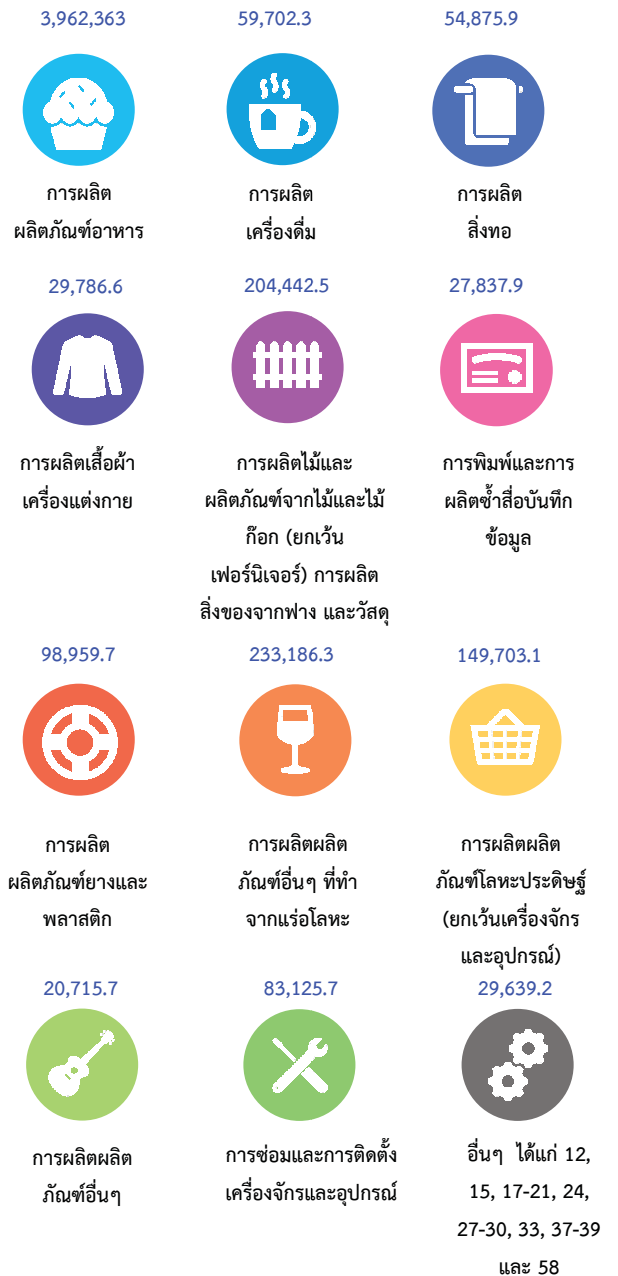 3,962,363
59,702.3
54,875.9
การผลิต
ผลิตภัณฑ์อาหาร
การผลิต
เครื่องดื่ม
การผลิต
สิ่งทอ
29,786.6
204,442.5
27,837.9
การผลิตเสื้อผ้า
เครื่องแต่งกาย
การผลิตไม้และ
ผลิตภัณฑ์จากไม้และไม้
ก๊อก (ยกเว้น
เฟอร์นิเจอร์) การผลิต
สิ่งของจากฟาง และวัสดุ
การพิมพ์และการ
ผลิตซ้ำสื่อบันทึก
ข้อมูล
98,959.7
233,186.3
149,703.1
การผลิต
ผลิตภัณฑ์ยางและ
พลาสติก
การผลิตผลิต
ภัณฑ์อื่นๆ ที่ทำ
จากแร่อโลหะ
การผลิตผลิต
ภัณฑ์โลหะประดิษฐ์
(ยกเว้นเครื่องจักร
และอุปกรณ์)
20,715.7
83,125.7
29,639.2
การผลิตผลิต
ภัณฑ์อื่นๆ
การซ่อมและการติดตั้ง
เครื่องจักรและอุปกรณ์
อื่นๆ ได้แก่ 12,
15, 17-21, 24,
27-30, 33, 37-39
และ 58